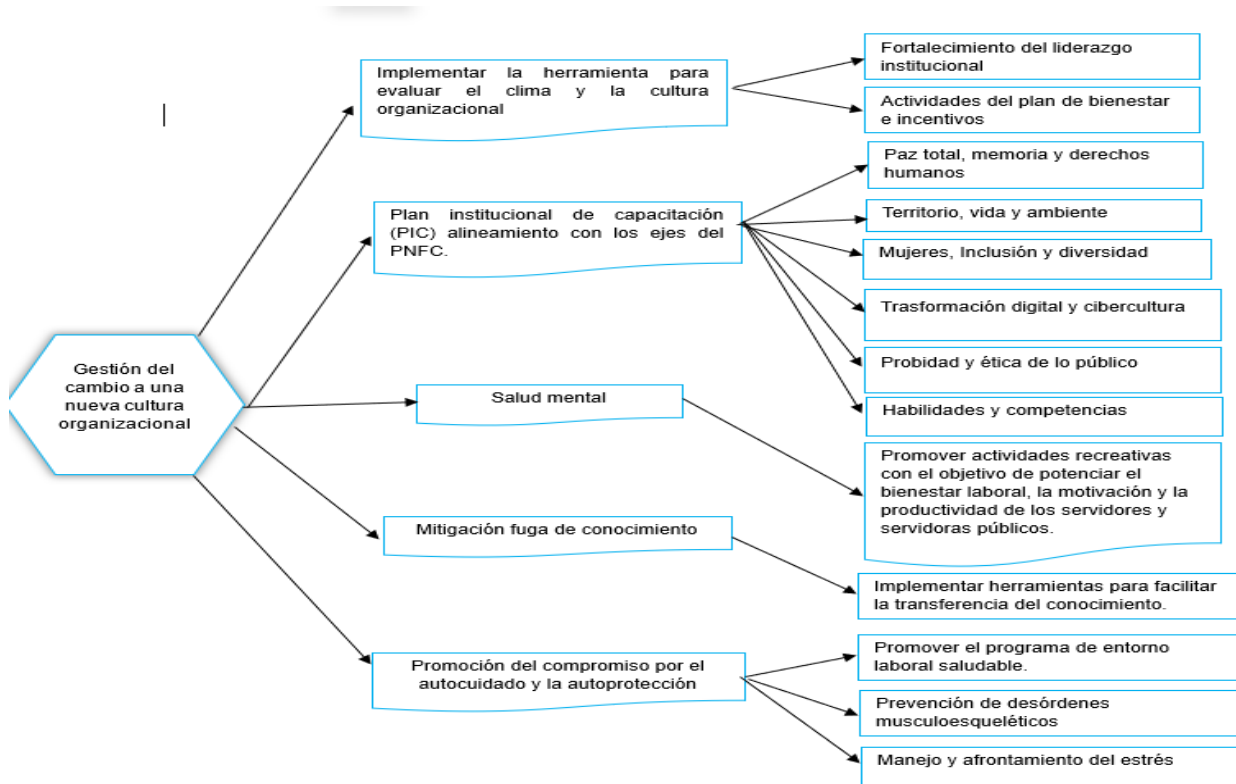 Gestión del
cambio a una
nueva cultura
organizacional
Implementar la herramienta para
evaluar el clima y la cultura
organizacional
Fortalecimiento del liderazgo
institucional
Actividades del plan de bienestar
e incentivos
Plan institucional de capacitación
(PIC) alineamiento con los ejes del
PNFC.
Paz total, memoria y derechos
humanos
Territorio, vida y ambiente
Mujeres, Inclusión y diversidad
Trasformación digital y cibercultura
Probidad y ética de lo público
Habilidades y competencias
Salud mental
Promover actividades recreativas
con el objetivo de potenciar el
bienestar laboral, la motivación y la
productividad de los servidores y
servidoras públicos.
Mitigación fuga de conocimiento
Implementar herramientas para facilitar
la transferencia del conocimiento.
Promoción del compromiso por el
autocuidado y la autoprotección
Promover el programa de entorno
laboral saludable.
Prevención de desórdenes
musculoesqueléticos
Manejo y afrontamiento del estrés